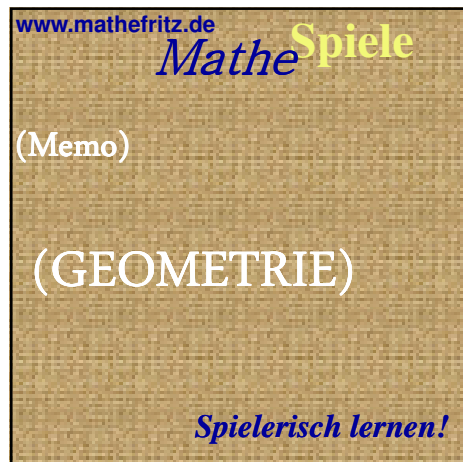 www.mathefritz.de
Mathe Spiele
(Memo)
(GEOMETRIE)
Spielerisch lernen!